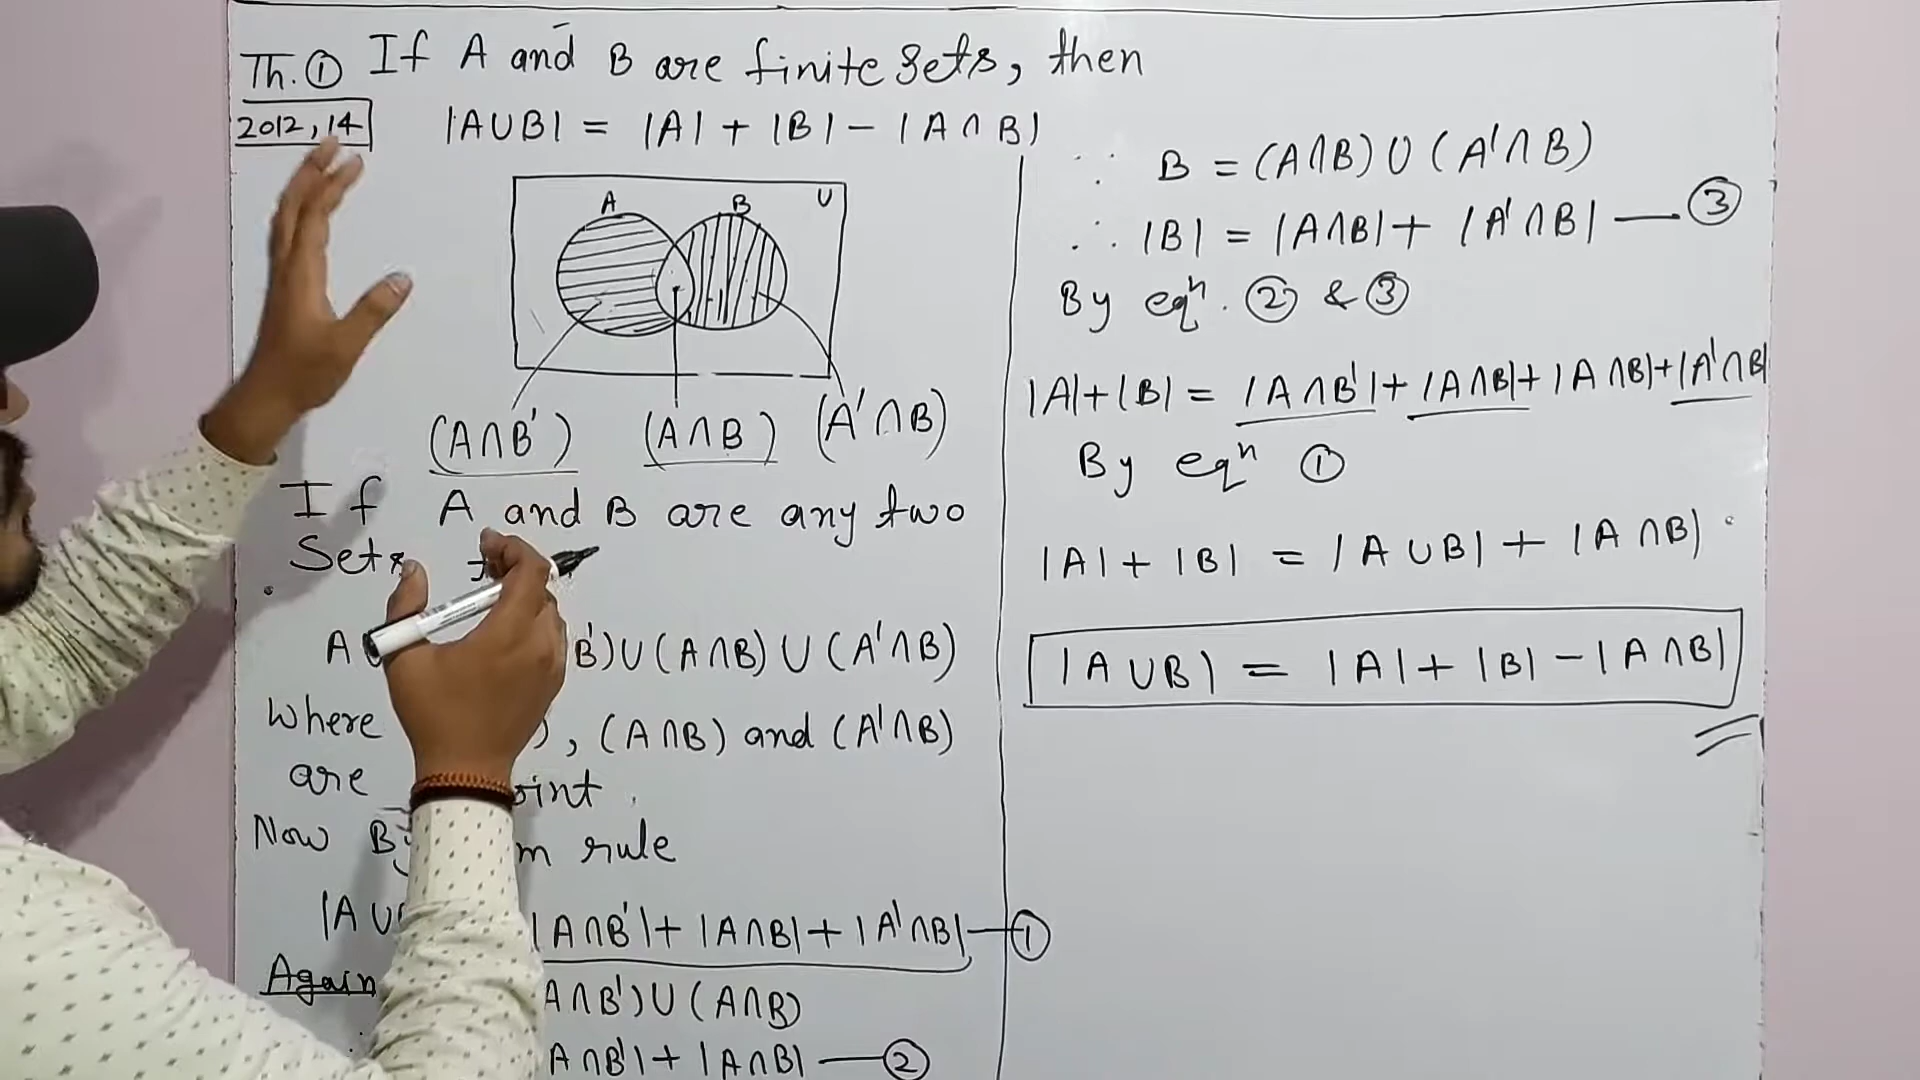 Th. ① If A and B are finite sets, then
2012, 14 |A∪B| = |A| + |B| − |A∩B|
A B U
(A∩B') (A∩B) (A'∩B)
If A and B are any two
Sets
A B')∪(A∩B)∪(A'∩B)
Where ), (A∩B) and (A'∩B)
are
Now By rule
|A∪ |A∩B'|+|A∩B|+|A'∩B| — ①
Again
A∩B')∪(A∩B)
A∩B'|+|A∩B| — ②
∵ B = (A∩B)∪(A'∩B)
∴ |B| = |A∩B|+|A'∩B| — ③
By eqⁿ. ② & ③
|A|+|B| = |A∩B'|+|A∩B|+|A∩B|+|A'∩B|
By eqⁿ ①
|A|+|B| = |A∪B|+|A∩B|
|A∪B| = |A|+|B|−|A∩B|